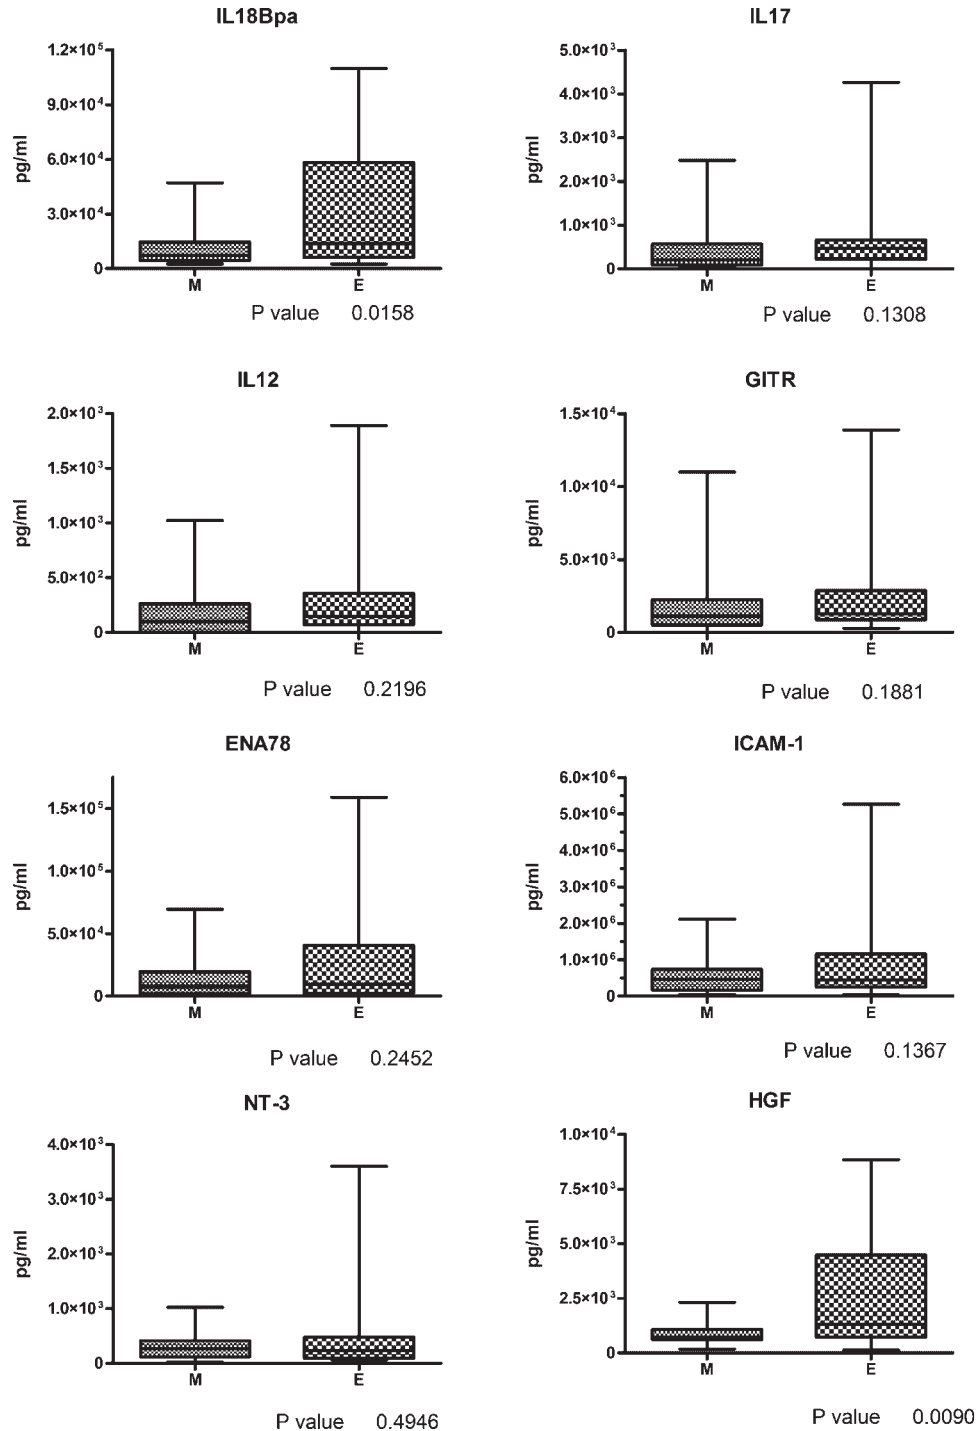 IL18Bpa
1.2×10⁵
9.0×10⁴
6.0×10⁴
3.0×10⁴
0
pg/ml
M E
P value 0.0158
IL17
5.0×10³
4.0×10³
3.0×10³
2.0×10³
1.0×10³
0
pg/ml
M E
P value 0.1308
IL12
2.0×10³
1.5×10³
1.0×10³
5.0×10²
0
pg/ml
M E
P value 0.2196
GITR
1.5×10⁴
1.0×10⁴
5.0×10³
0
pg/ml
M E
P value 0.1881
ENA78
1.5×10⁵
1.0×10⁵
5.0×10⁴
0
pg/ml
M E
P value 0.2452
ICAM-1
6.0×10⁶
5.0×10⁶
4.0×10⁶
3.0×10⁶
2.0×10⁶
1.0×10⁶
0
pg/ml
M E
P value 0.1367
NT-3
4.0×10³
3.0×10³
2.0×10³
1.0×10³
0
pg/ml
M E
P value 0.4946
HGF
1.0×10⁴
7.5×10³
5.0×10³
2.5×10³
0
pg/ml
M E
P value 0.0090